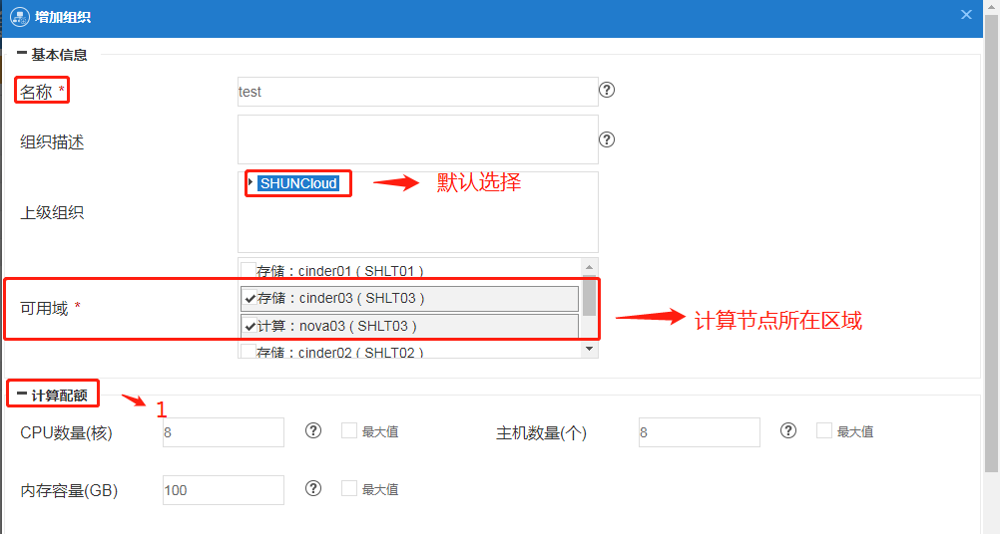 增加组织
基本信息
名称 *
test
组织描述
SHUNCloud
默认选择
上级组织
存储：cinder01 ( SHLT01 )
可用域 *
存储：cinder03 ( SHLT03 )
计算：nova03 ( SHLT03 )
存储：cinder02 ( SHLT02 )
计算节点所在区域
计算配额
1
CPU数量(核) 8 最大值 主机数量(个) 8 最大值
内存容量(GB) 100 最大值